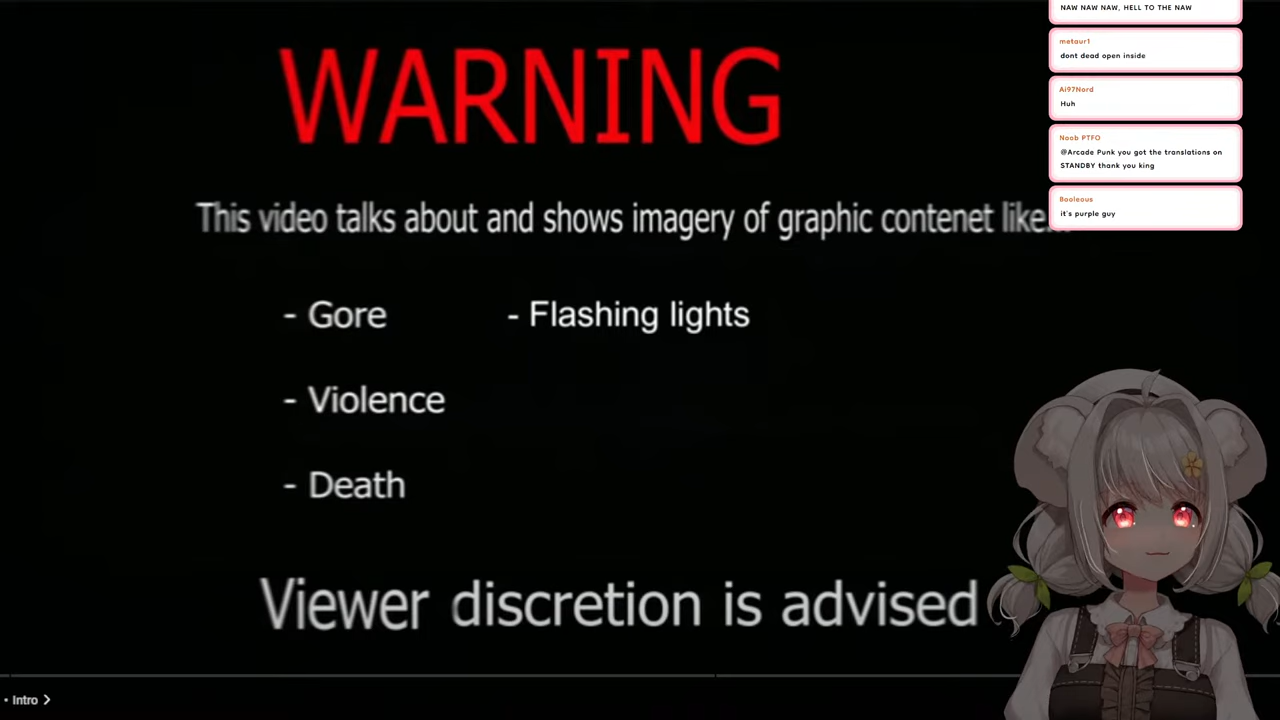 WARNING
This video talks about and shows imagery of graphic contenet like..
- Gore
- Flashing lights
- Violence
- Death
Viewer discretion is advised
• Intro >
NAW NAW NAW, HELL TO THE NAW
metaur1
dont dead open inside
Ai97Nord
Huh
Noob PTFO
@Arcade Punk you got the translations on
STANDBY thank you king
Booleous
it's purple guy